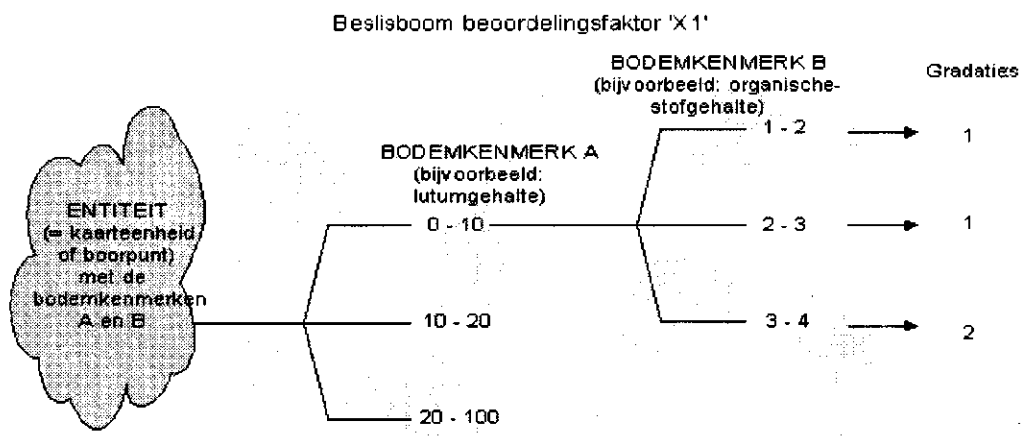 Beslisboom beoordelingsfaktor 'X1'
BODEMKENMERK B
(bijvoorbeeld: organische-
stofgehalte)
Gradaties
1 - 2
1
BODEMKENMERK A
(bijvoorbeeld:
lutumgehalte)
ENTITEIT
(= kaarteenheid
of boorpunt)
met de
bodemkenmerken
A en B
0 - 10
2 - 3
1
10 - 20
3 - 4
2
20 - 100